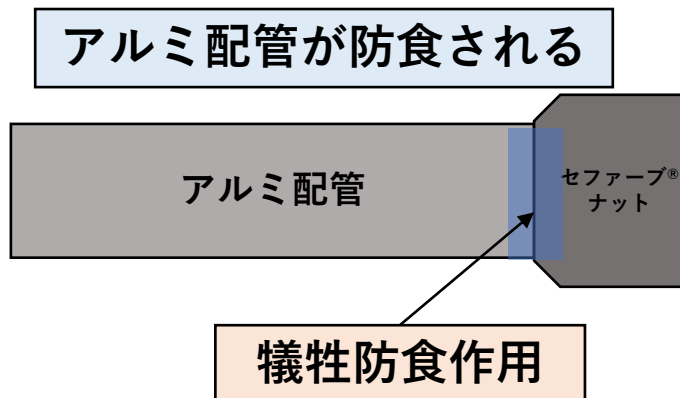 アルミ配管が防食される
アルミ配管
セファーブ®
ナット
犠牲防食作用